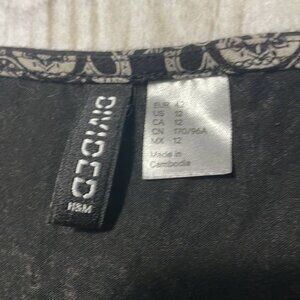 DIVIDED
H&M
EUR 42
US 12
CA 12
CN 170/96A
MX 12
Made in
Cambodia